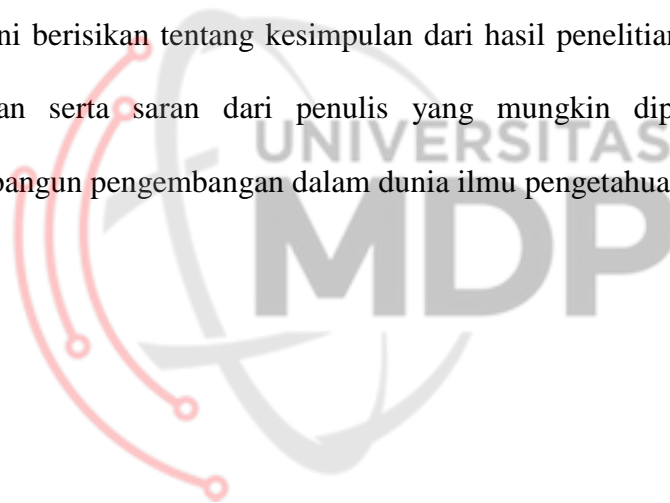 ni berisikan tentang kesimpulan dari hasil penelitian
an serta saran dari penulis yang mungkin dip
bangun pengembangan dalam dunia ilmu pengetahua
UNIVERSITAS
MDP